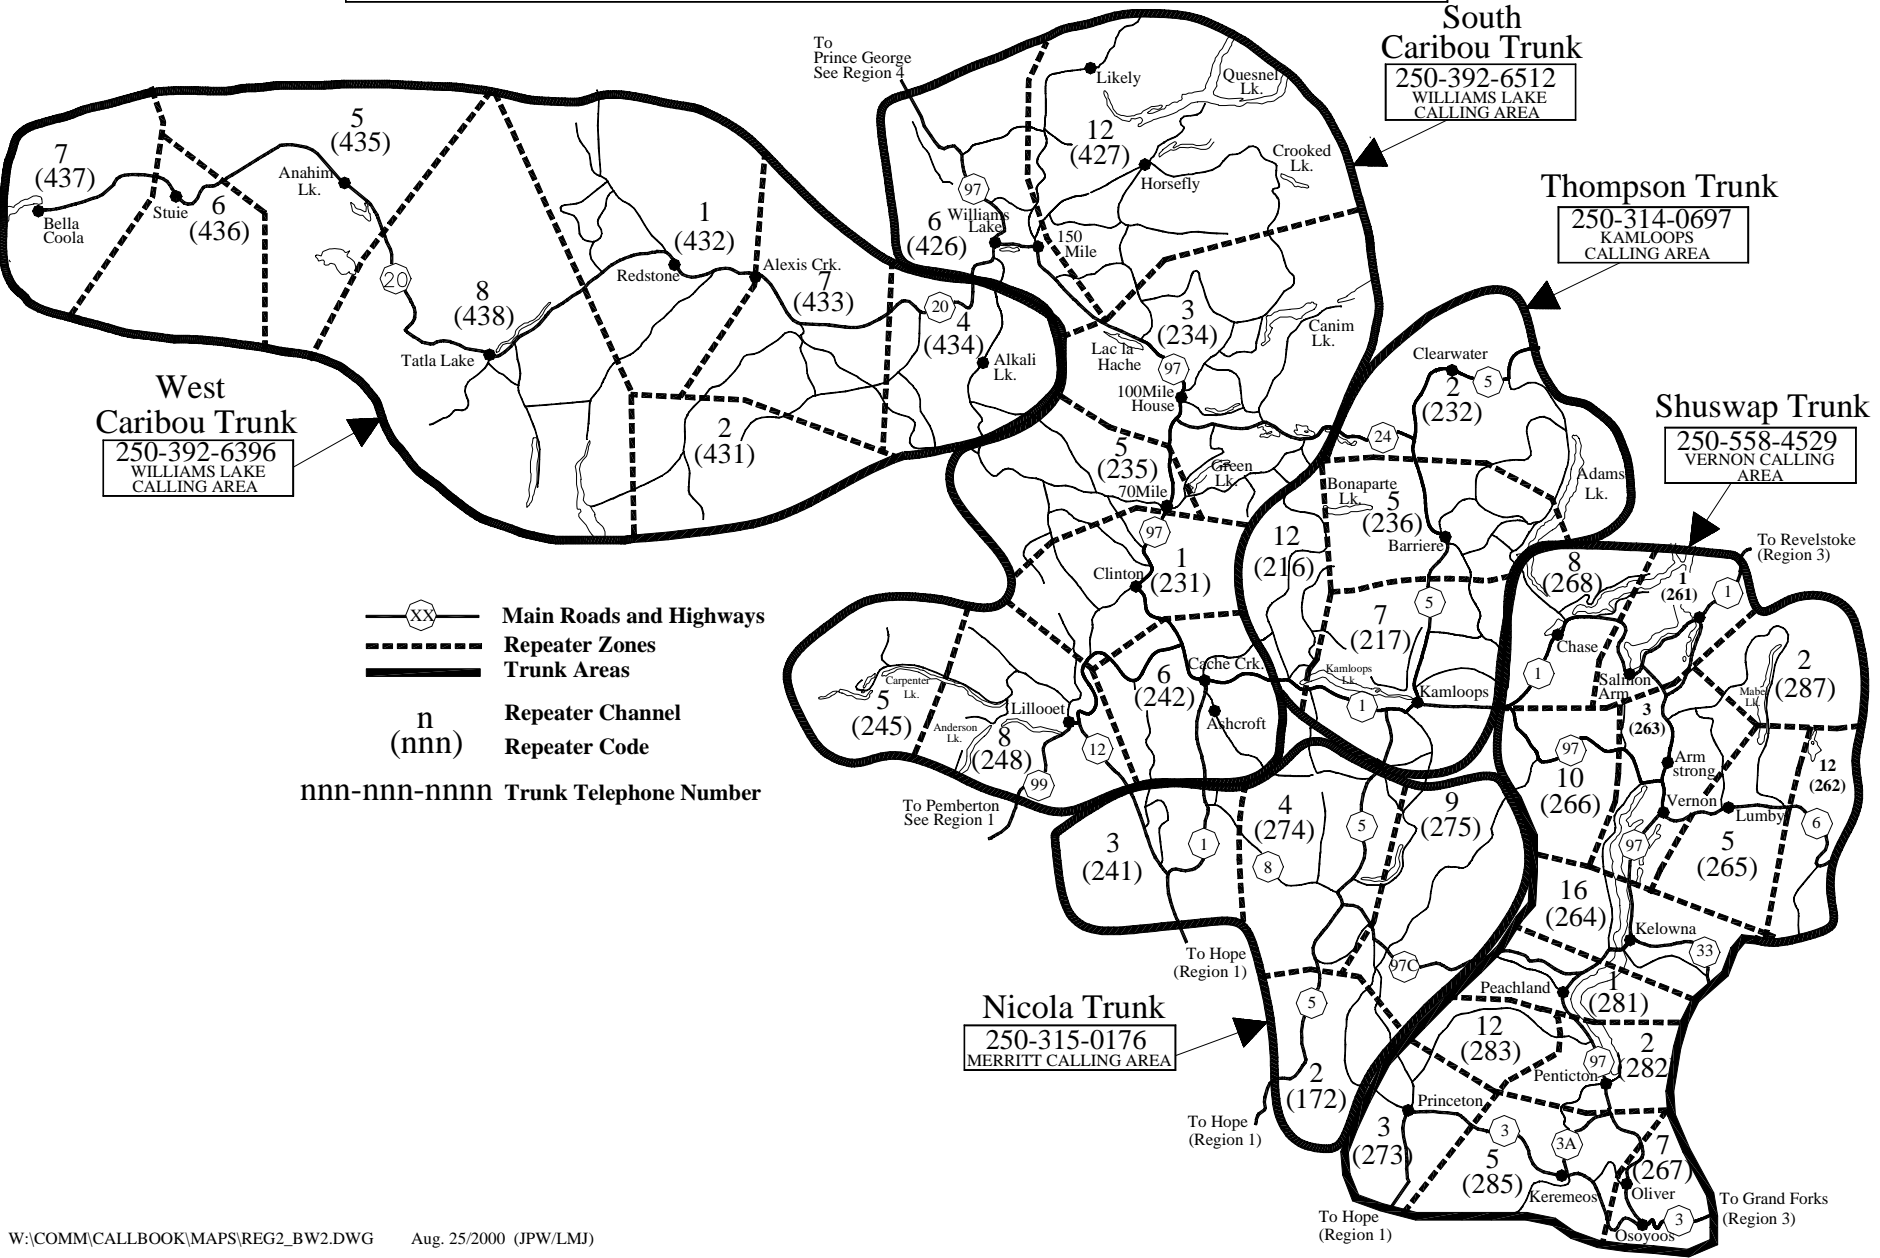 South
Caribou Trunk
250-392-6512
WILLIAMS LAKE
CALLING AREA
To
Prince George
See Region 4
Likely
Quesnel
Lk.
12
(427)
Crooked
Lk.
Horsefly
97
6
(426)
Williams
Lake
150
Mile
3
(234)
Canim
Lk.
Lac la
Hache
97
100Mile
House
24
5
(235)
Green
Lk.
70Mile
97
1
(231)
Clinton
Thompson Trunk
250-314-0697
KAMLOOPS
CALLING AREA
Clearwater
5
2
(232)
Adams
Lk.
Bonaparte
Lk.
5
(236)
Barriere
12
(216)
5
7
(217)
Kamloops
Lk.
Kamloops
1
5
(435)
7
(437)
Bella
Coola
Stuie
6
(436)
Anahim
Lk.
20
8
(438)
Tatla Lake
1
(432)
Redstone
Alexis Crk.
7
(433)
20
4
(434)
Alkali
Lk.
2
(431)
West
Caribou Trunk
250-392-6396
WILLIAMS LAKE
CALLING AREA
Shuswap Trunk
250-558-4529
VERNON CALLING
AREA
To Revelstoke
(Region 3)
8
(268)
1
(261)
1
Chase
1
Salmon
Arm
2
(287)
Mabel
Lk.
3
(263)
97
10
(266)
Arm
strong
12
(262)
Vernon
Lumby
6
97
5
(265)
16
(264)
Kelowna
33
Peachland
1
(281)
12
(283)
97
2
(282
Penticton
Princeton
3
(273)
3
3A
5
(285)
Keremeos
7
(267)
Oliver
3
Osoyoos
To Grand Forks
(Region 3)
To Hope
(Region 1)
XX
Main Roads and Highways
Repeater Zones
Trunk Areas
n
Repeater Channel
(nnn)
Repeater Code
nnn-nnn-nnnn Trunk Telephone Number
Cache Crk.
6
(242)
Ashcroft
Carpenter
Lk.
5
(245)
Lillooet
Anderson
Lk.
8
(248)
12
99
To Pemberton
See Region 1
3
(241)
1
4
(274)
8
5
9
(275)
To Hope
(Region 1)
97C
5
Nicola Trunk
250-315-0176
MERRITT CALLING AREA
2
(172)
To Hope
(Region 1)
W:\COMM\CALLBOOK\MAPS\REG2_BW2.DWG Aug. 25/2000 (JPW/LMJ)